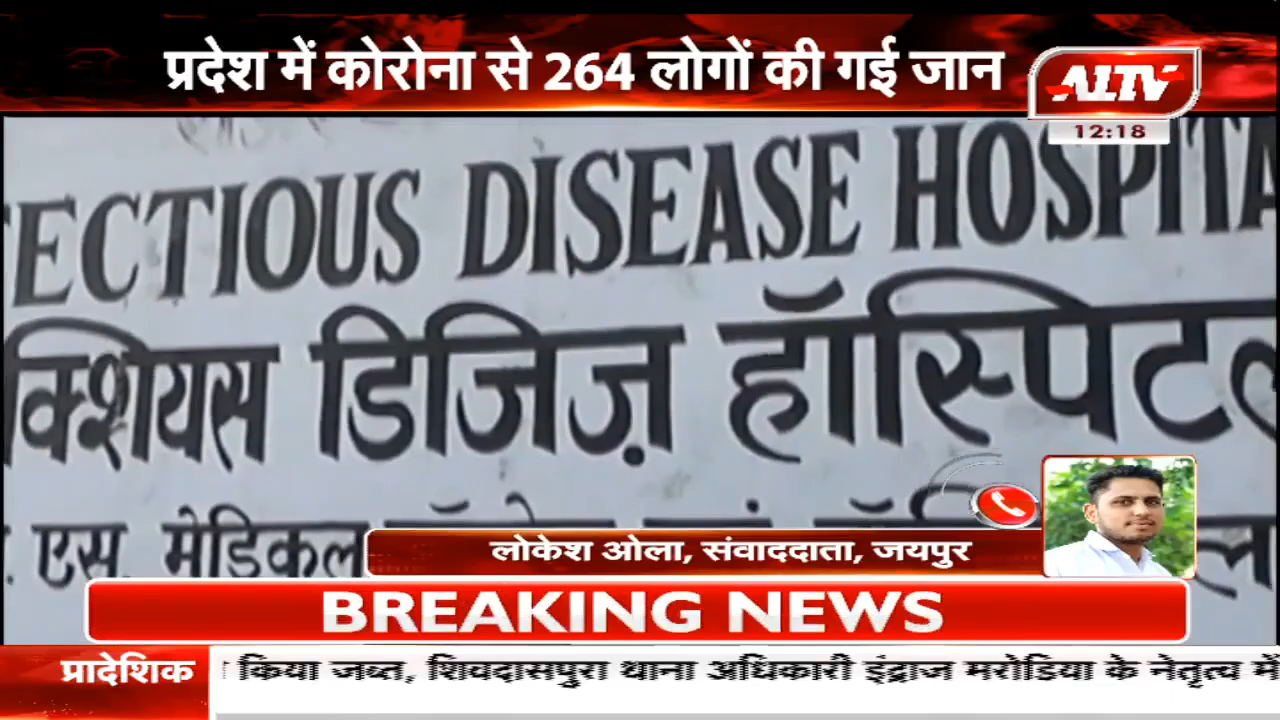 प्रदेश में कोरोना से 264 लोगों की गई जान
ALTV
12:18
ECTIOUS DISEASE HOSPITA
क्शियस डिजिज़ हॉस्पिटल
एस. मेडिकल
लोकेश ओला, संवाददाता, जयपुर
BREAKING NEWS
प्रादेशिक
किया जब्त, शिवदासपुरा थाना अधिकारी इंद्राज मरोडिया के नेतृत्व में